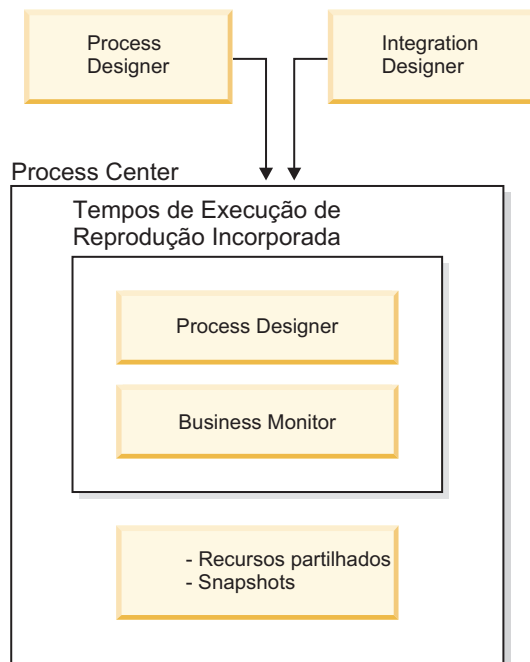 Process
Designer
Integration
Designer
Process Center
Tempos de Execução de
Reprodução Incorporada
Process Designer
Business Monitor
- Recursos partilhados
- Snapshots